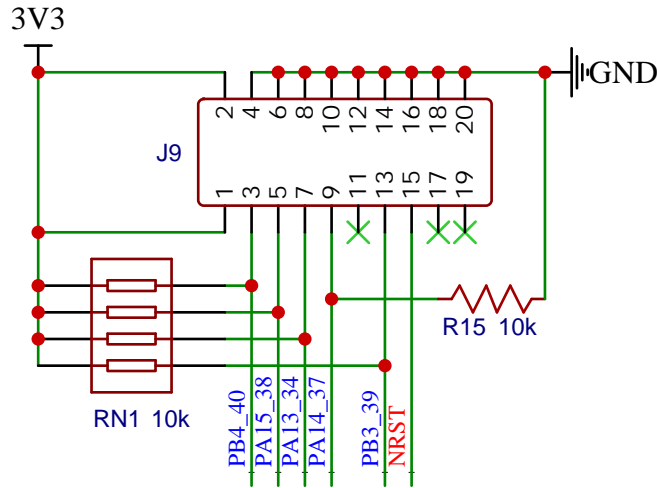 3V3
GND
2 4 6 8 10 12 14 16 18 20
J9
1 3 5 7 9 11 13 15 17 19
R15 10k
RN1 10k
PB4_40
PA15_38
PA13_34
PA14_37
PB3_39
NRST